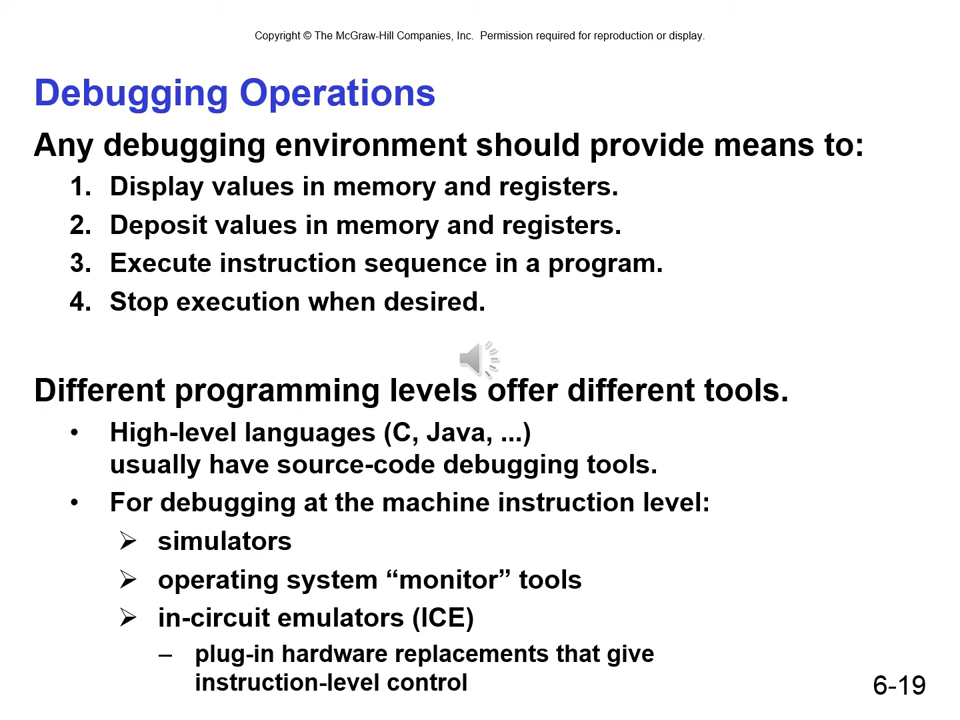 Copyright © The McGraw-Hill Companies, Inc.  Permission required for reproduction or display.
Debugging Operations
Any debugging environment should provide means to:
1. Display values in memory and registers.
2. Deposit values in memory and registers.
3. Execute instruction sequence in a program.
4. Stop execution when desired.
Different programming levels offer different tools.
• High-level languages (C, Java, ...)
usually have source-code debugging tools.
• For debugging at the machine instruction level:
➢ simulators
➢ operating system “monitor” tools
➢ in-circuit emulators (ICE)
– plug-in hardware replacements that give
instruction-level control
6-19